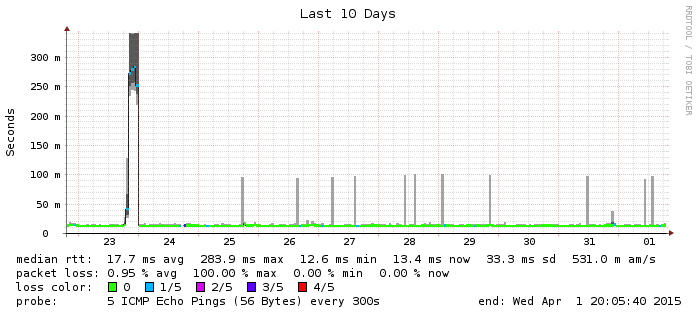 Last 10 Days
RRDTOOL / TOBI OETIKER
Seconds
300 m
250 m
200 m
150 m
100 m
50 m
0
23 24 25 26 27 28 29 30 31 01
median rtt: 17.7 ms avg 283.9 ms max 12.6 ms min 13.4 ms now 33.3 ms sd 531.0 m am/s
packet loss: 0.95 % avg 100.00 % max 0.00 % min 0.00 % now
loss color: 0 1/5 2/5 3/5 4/5
probe: 5 ICMP Echo Pings (56 Bytes) every 300s end: Wed Apr 1 20:05:40 2015